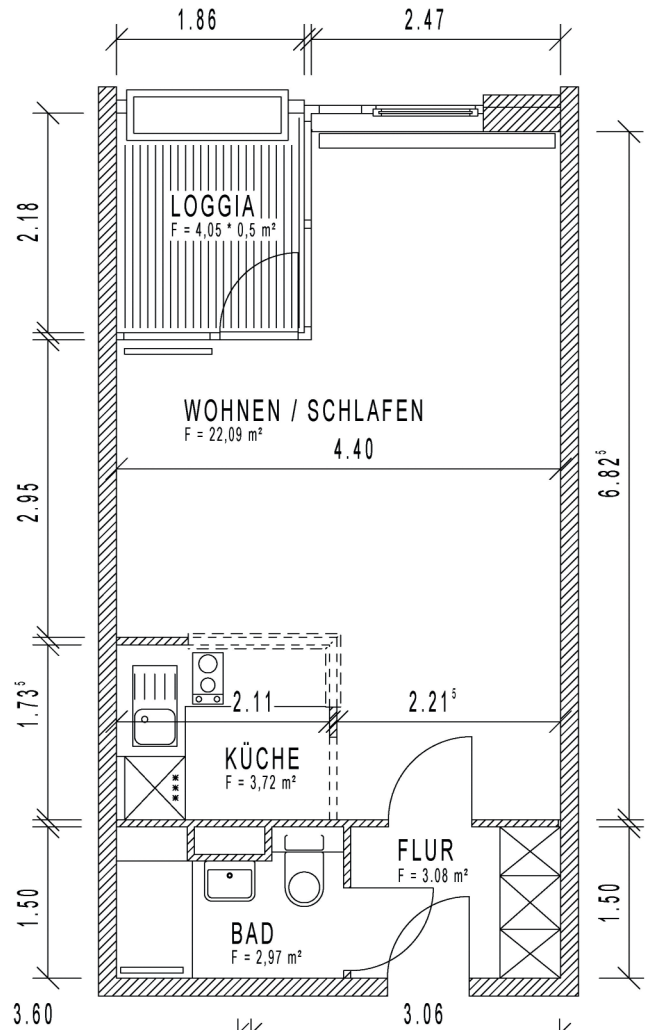 1.86
2.47
2.18
LOGGIA
F = 4,05 * 0,5 m²
WOHNEN / SCHLAFEN
F = 22,09 m²
4.40
2.95
6.82⁵
1.73⁵
2.11
2.21⁵
KÜCHE
F = 3,72 m²
FLUR
F = 3.08 m²
1.50
1.50
BAD
F = 2,97 m²
3.60
3.06